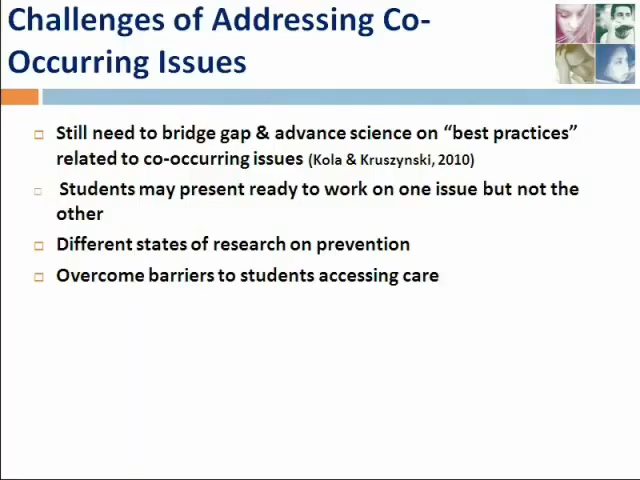 Challenges of Addressing Co-
Occurring Issues
Still need to bridge gap & advance science on “best practices”
related to co-occurring issues (Kola & Kruszynski, 2010)
Students may present ready to work on one issue but not the
other
Different states of research on prevention
Overcome barriers to students accessing care